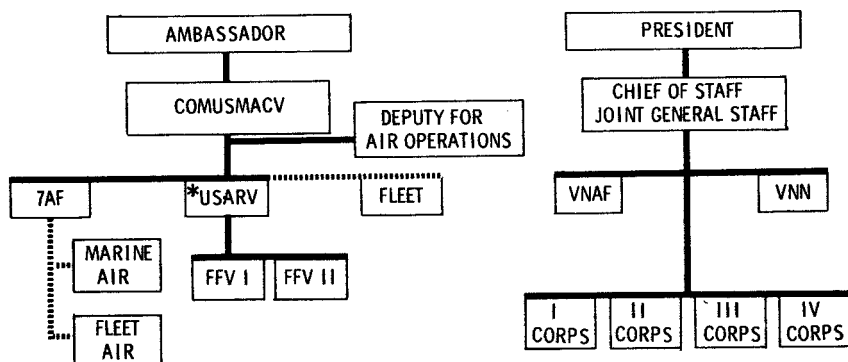 AMBASSADOR
COMUSMACV
DEPUTY FOR
AIR OPERATIONS
7AF
*USARV
FLEET
MARINE
AIR
FFV I
FFV II
FLEET
AIR
PRESIDENT
CHIEF OF STAFF
JOINT GENERAL STAFF
VNAF
VNN
I
CORPS
II
CORPS
III
CORPS
IV
CORPS